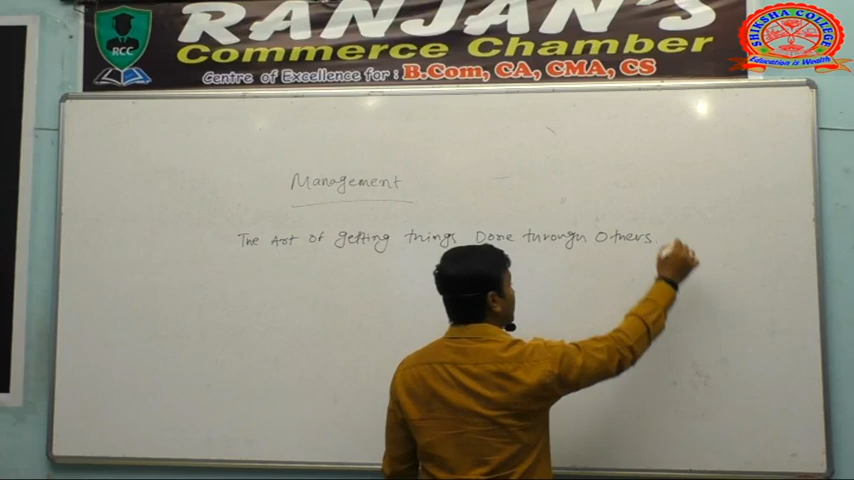 RANJAN'S
Commerce Chamber
Centre of Excellence for : B.Com, CA, CMA, CS
RCC
SHIKSHA COLLEGE
Education is Wealth
Management
The Art of getting things Done through Others.